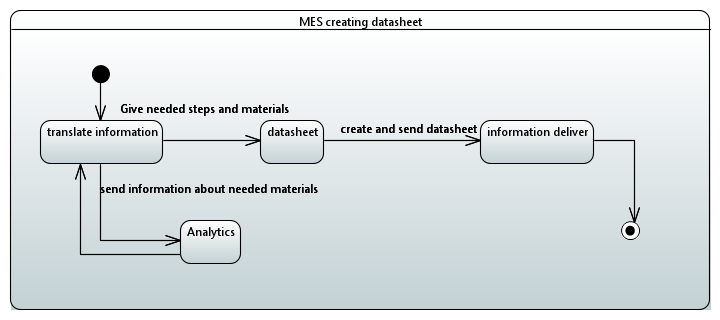 MES creating datasheet
Give needed steps and materials
translate information
datasheet
create and send datasheet
information deliver
send information about needed materials
Analytics